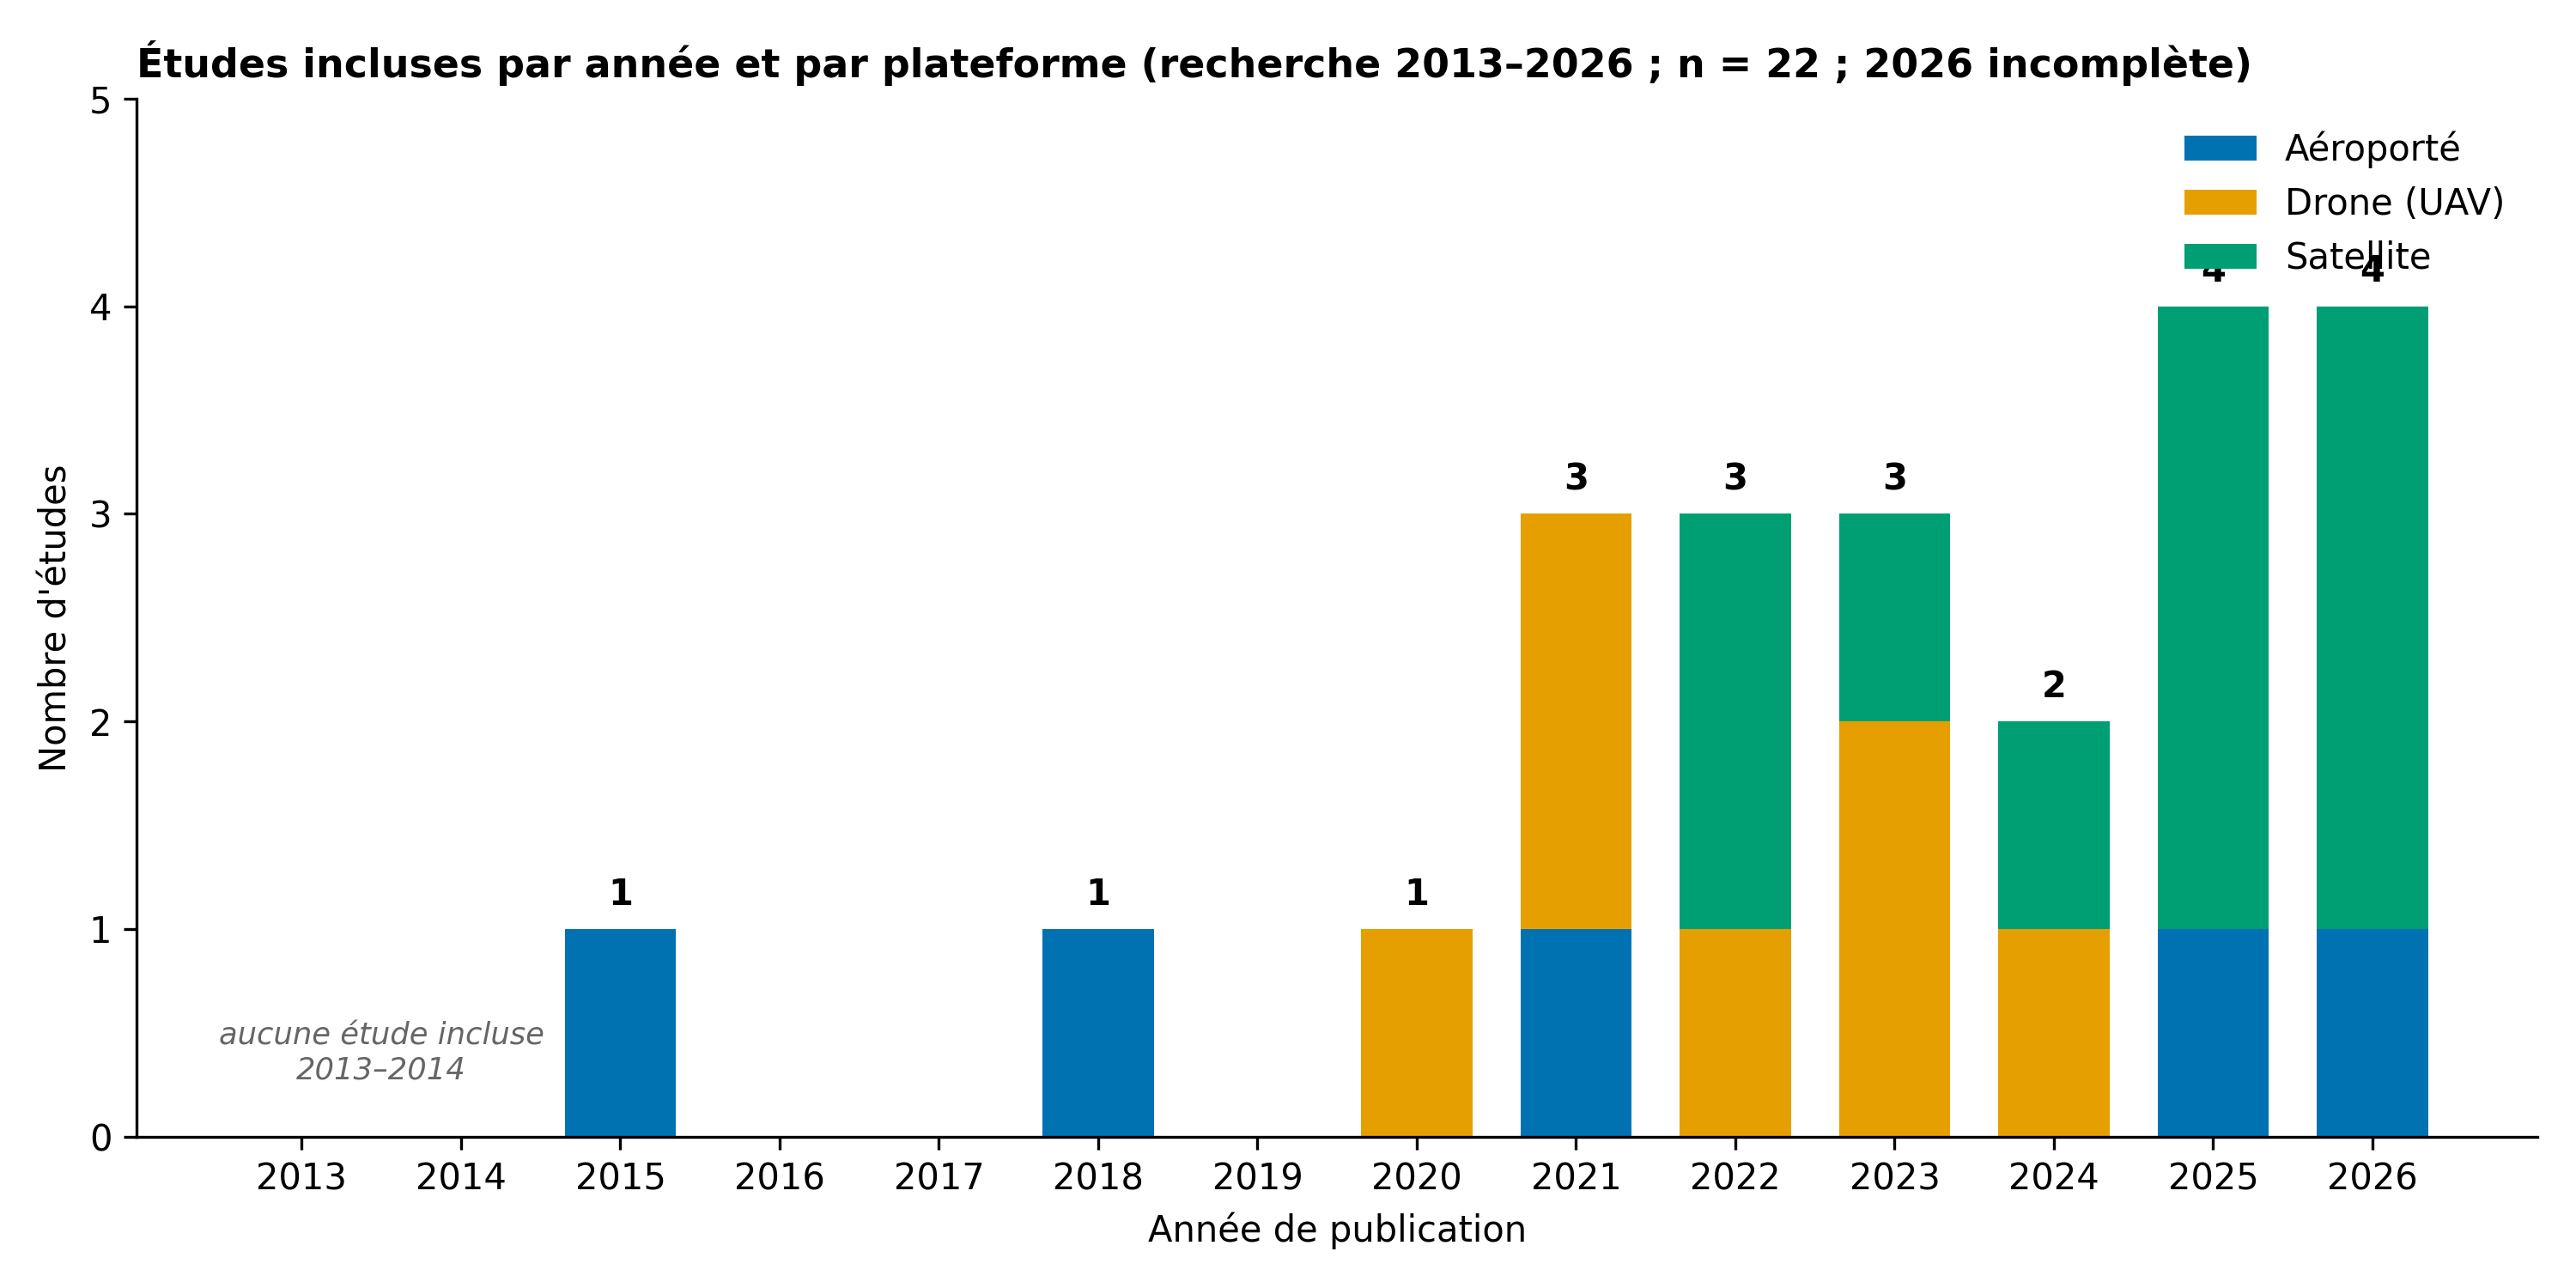 Études incluses par année et par plateforme (recherche 2013–2026 ; n = 22 ; 2026 incomplète)
5
4
3
2
1
0
Nombre d'études
Aéroporté
Drone (UAV)
Satellite
4 4
3 3 3
2
1 1 1
aucune étude incluse
2013–2014
2013 2014 2015 2016 2017 2018 2019 2020 2021 2022 2023 2024 2025 2026
Année de publication